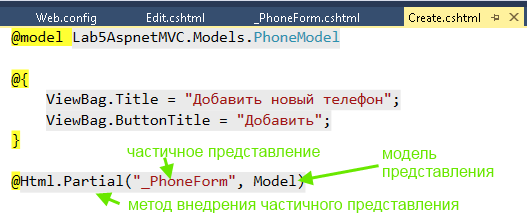 Web.config Edit.cshtml _PhoneForm.cshtml Create.cshtml
@model Lab5AspnetMVC.Models.PhoneModel
@{
ViewBag.Title = "Добавить новый телефон";
ViewBag.ButtonTitle = "Добавить";
}
частичное представление
модель
представления
@Html.Partial("_PhoneForm", Model)
метод внедрения частичного представления